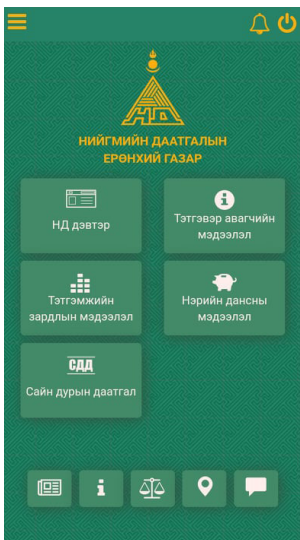 НД
НИЙГМИЙН ДААТГАЛЫН
ЕРӨНХИЙ ГАЗАР
НД дэвтэр
Тэтгэвэр авагчийн
мэдээлэл
Тэтгэмжийн
зардлын мэдээлэл
Нэрийн дансны
мэдээлэл
СДД
Сайн дурын даатгал